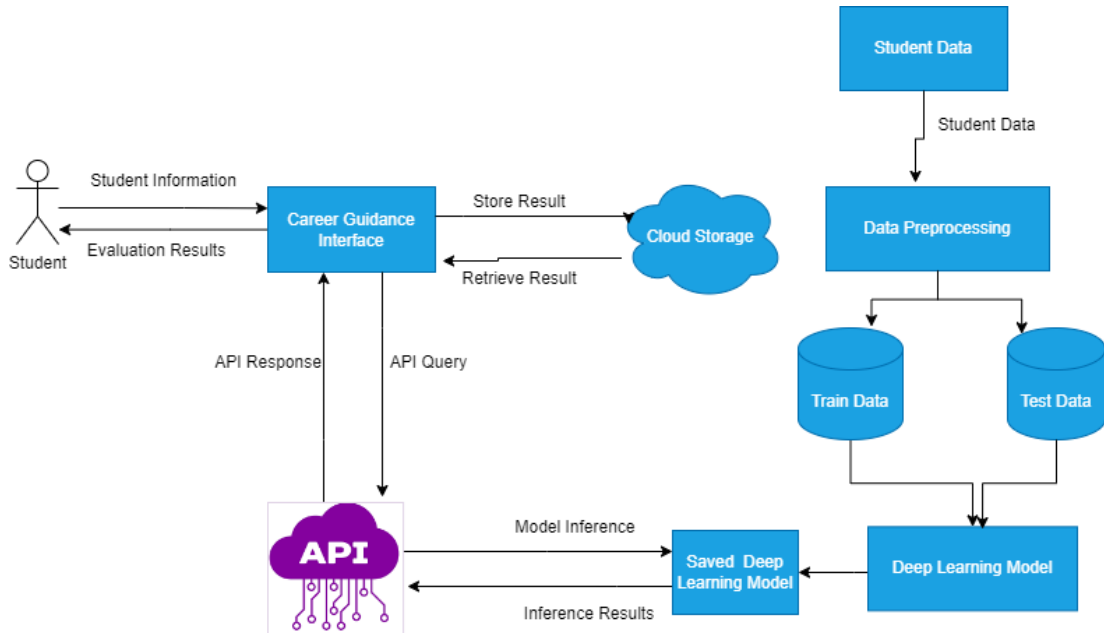 Student Data
Student Data
Student Information
Career Guidance
Interface
Store Result
Cloud Storage
Data Preprocessing
Evaluation Results
Student
Retrieve Result
API Response
API Query
Train Data
Test Data
API
Model Inference
Saved Deep
Learning Model
Deep Learning Model
Inference Results